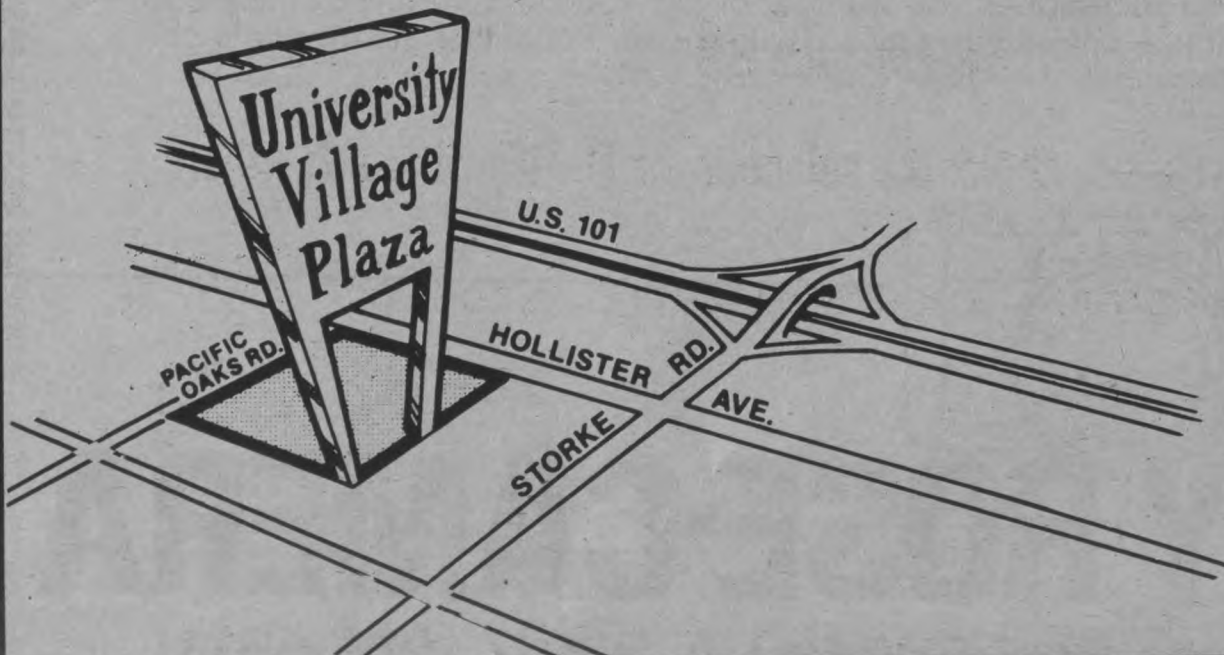 University
Village
Plaza
U.S. 101
PACIFIC
OAKS RD.
HOLLISTER
AVE.
STORKE
RD.